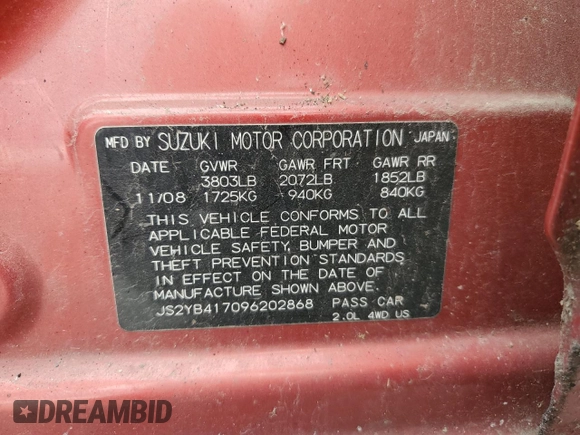 MFD BY SUZUKI MOTOR CORPORATION JAPAN
DATE GVWR GAWR FRT GAWR RR
3803LB 2072LB 1852LB
11/08 1725KG 940KG 840KG
THIS VEHICLE CONFORMS TO ALL
APPLICABLE FEDERAL MOTOR
VEHICLE SAFETY, BUMPER AND
THEFT PREVENTION STANDARDS
IN EFFECT ON THE DATE OF
MANUFACTURE SHOWN ABOVE.
JS2YB417096202868 PASS CAR
2.0L 4WD US
DREAMBID